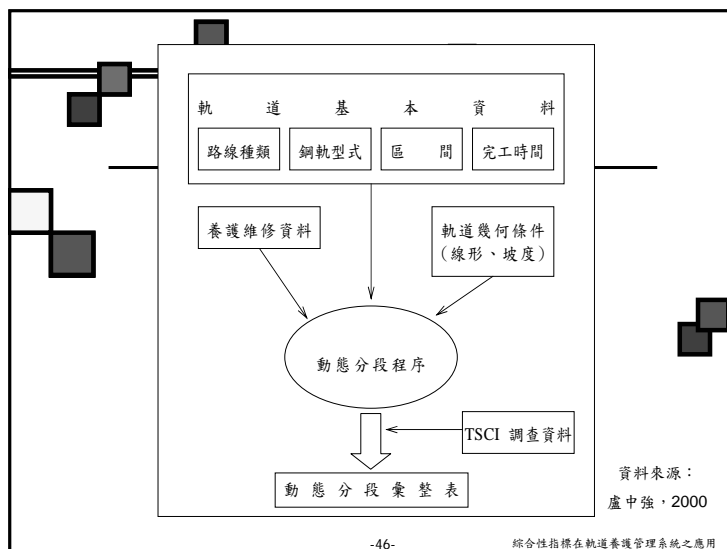 軌道基本資料
路線種類 鋼軌型式 區間 完工時間
養護維修資料
軌道幾何條件
(線形、坡度)
動態分段程序
TSCI 調查資料
動態分段彙整表
資料來源：
盧中強，2000
-46-
綜合性指標在軌道養護管理系統之應用